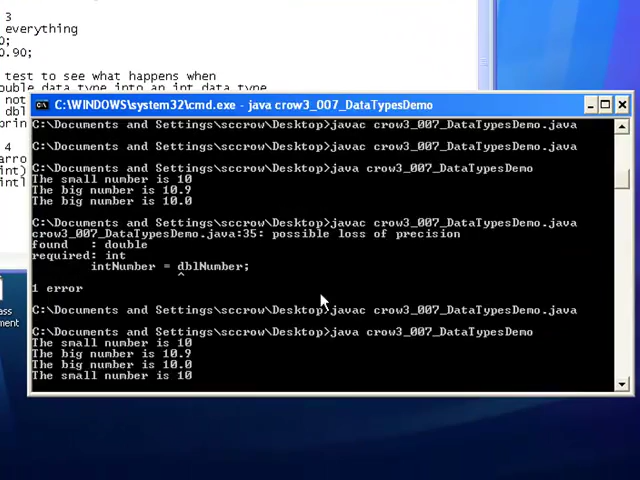 3
everything
0;
0.90;
test to see what happens when
ouble data type into an int data type
not
dbl
prin
4
arro
int)
intl
C:\WINDOWS\system32\cmd.exe - java crow3_007_DataTypesDemo
C:\Documents and Settings\sccrow\Desktop>javac crow3_007_DataTypesDemo.java
C:\Documents and Settings\sccrow\Desktop>javac crow3_007_DataTypesDemo.java
C:\Documents and Settings\sccrow\Desktop>java crow3_007_DataTypesDemo
The small number is 10
The big number is 10.9
The big number is 10.0
C:\Documents and Settings\sccrow\Desktop>javac crow3_007_DataTypesDemo.java
crow3_007_DataTypesDemo.java:35: possible loss of precision
found : double
required: int
intNumber = dblNumber;
^
1 error
C:\Documents and Settings\sccrow\Desktop>javac crow3_007_DataTypesDemo.java
C:\Documents and Settings\sccrow\Desktop>java crow3_007_DataTypesDemo
The small number is 10
The big number is 10.9
The big number is 10.0
The small number is 10
ass
ment